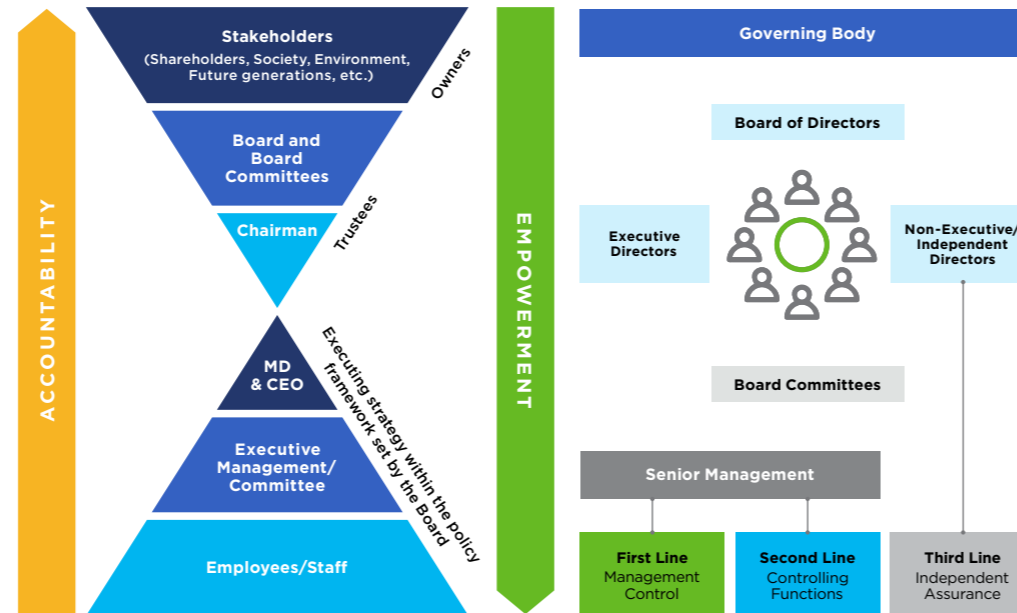 ACCOUNTABILITY
Stakeholders
(Shareholders, Society, Environment,
Future generations, etc.)
Owners
Board and
Board
Committees
Chairman
Trustees
MD
& CEO
Executing strategy within the policy
framework set by the Board
Executive
Management/
Committee
Employees/Staff
EMPOWERMENT
Governing Body
Board of Directors
Executive
Directors
Non-Executive/
Independent
Directors
Board Committees
Senior Management
First Line
Management
Control
Second Line
Controlling
Functions
Third Line
Independent
Assurance